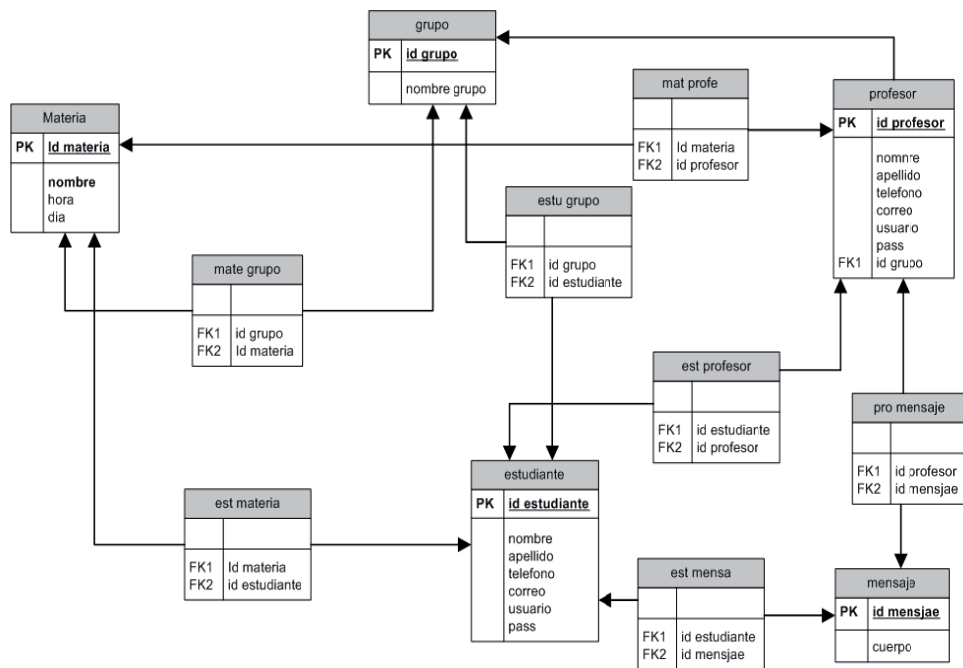 grupo
PK id grupo
nombre grupo
mat profe
FK1 Id materia
FK2 id profesor
profesor
PK id profesor
nomnre
apellido
telefono
correo
usuario
pass
FK1 id grupo
Materia
PK Id materia
nombre
hora
dia
estu grupo
FK1 id grupo
FK2 id estudiante
mate grupo
FK1 id grupo
FK2 Id materia
est profesor
FK1 id estudiante
FK2 id profesor
pro mensaje
FK1 id profesor
FK2 id mensjae
estudiante
PK id estudiante
nombre
apellido
telefono
correo
usuario
pass
est materia
FK1 Id materia
FK2 id estudiante
est mensa
FK1 id estudiante
FK2 id mensjae
mensaje
PK id mensjae
cuerpo